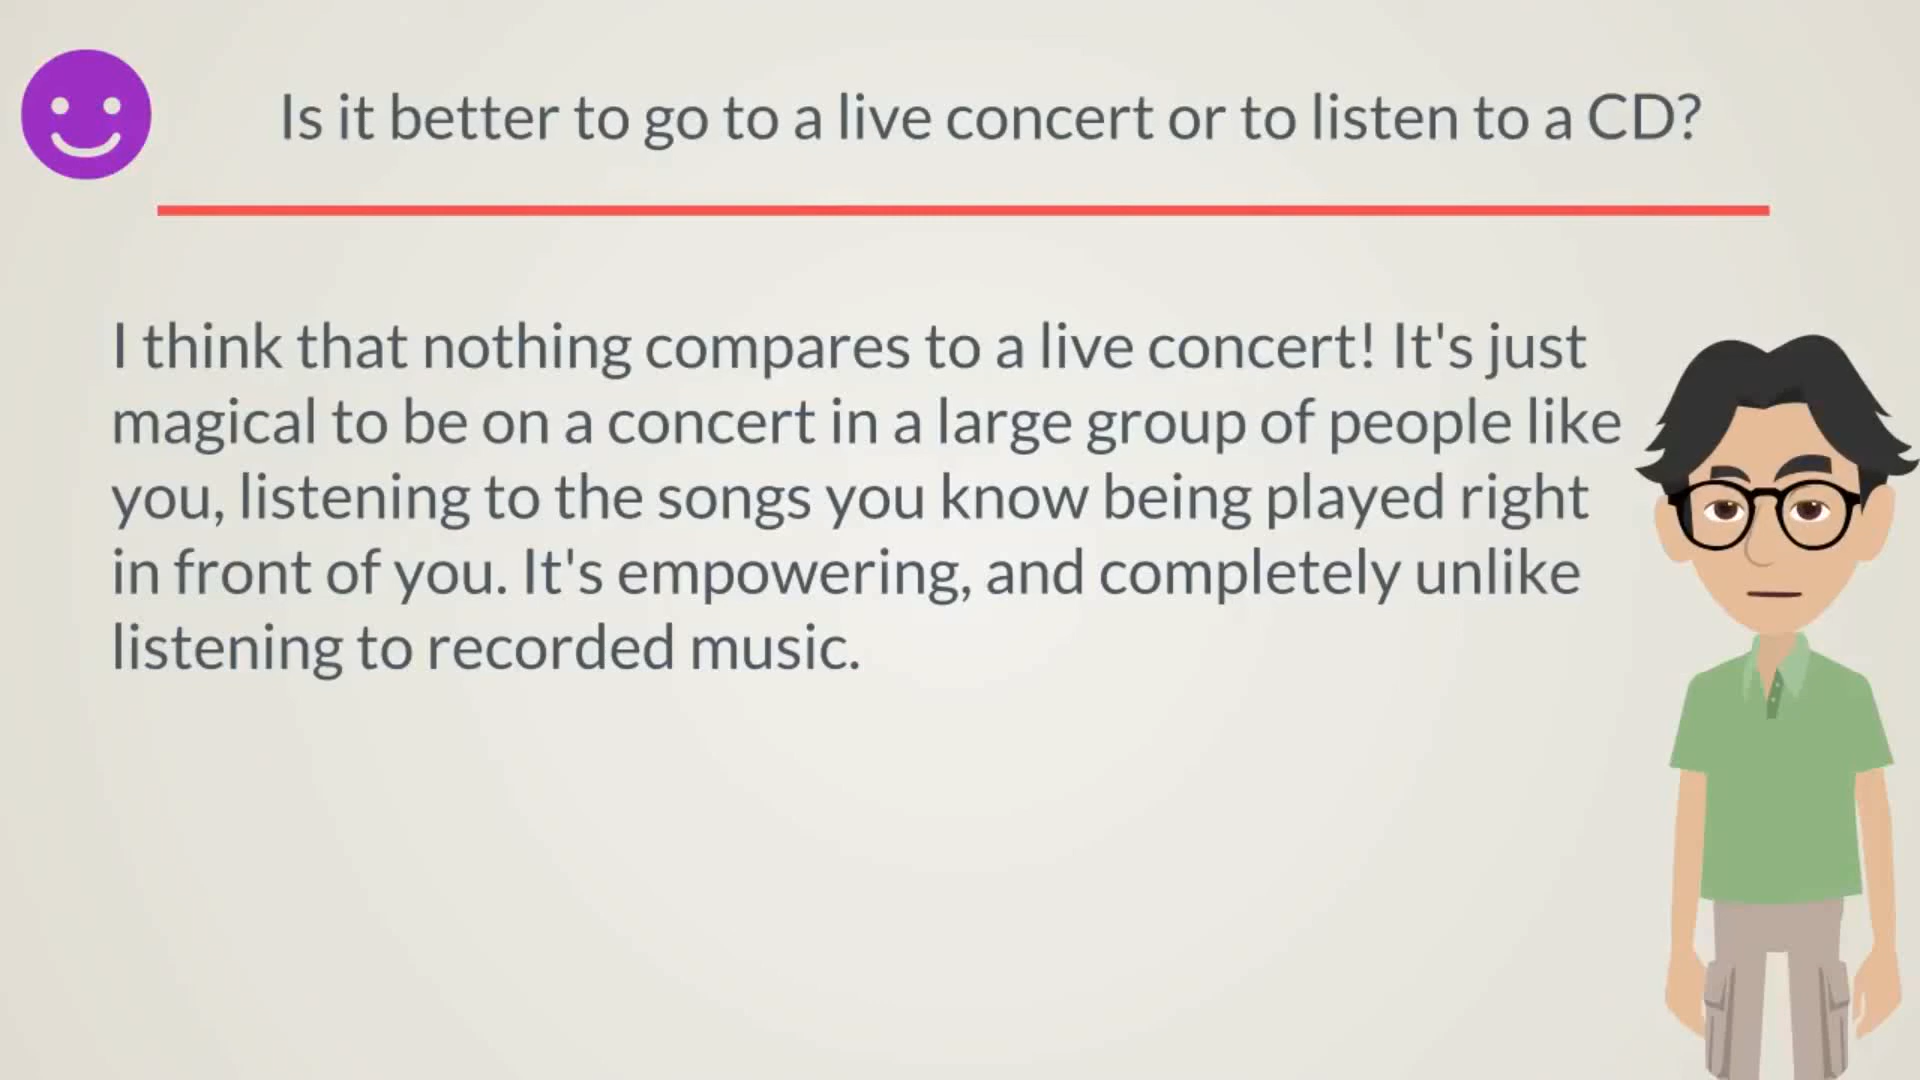 Is it better to go to a live concert or to listen to a CD?
I think that nothing compares to a live concert! It's just
magical to be on a concert in a large group of people like
you, listening to the songs you know being played right
in front of you. It's empowering, and completely unlike
listening to recorded music.